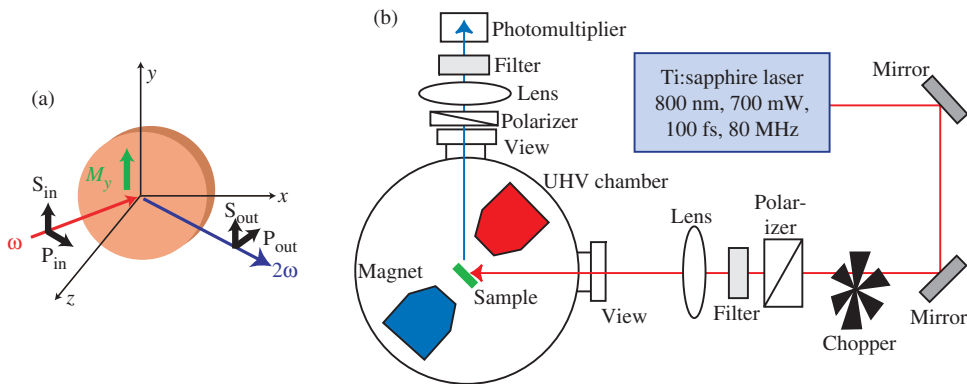 (a)
y
M_y
S_in
x
ω
P_in
S_out
P_out
2ω
z
(b)
Photomultiplier
Filter
Lens
Polarizer
View
UHV chamber
Magnet
Sample
View
Lens
Filter
Polar-
izer
Chopper
Mirror
Mirror
Ti:sapphire laser
800 nm, 700 mW,
100 fs, 80 MHz